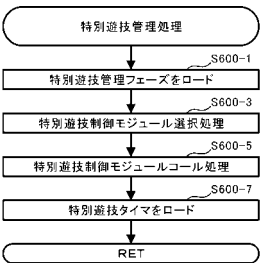 特別遊技管理処理
S600-1
特別遊技管理フェーズをロード
S600-3
特別遊技制御モジュール選択処理
S600-5
特別遊技制御モジュールコール処理
S600-7
特別遊技タイマをロード
RET